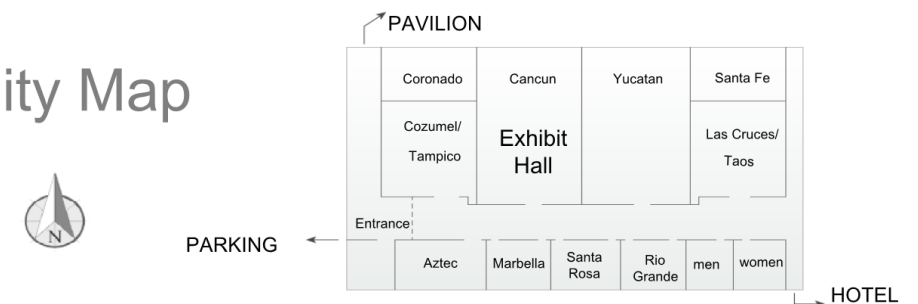 PAVILION
ity Map
Coronado
Cancun
Yucatan
Santa Fe
Cozumel/
Tampico
Exhibit
Hall
Las Cruces/
Taos
N
Entrance
PARKING
Aztec
Marbella
Santa
Rosa
Rio
Grande
men
women
HOTEL